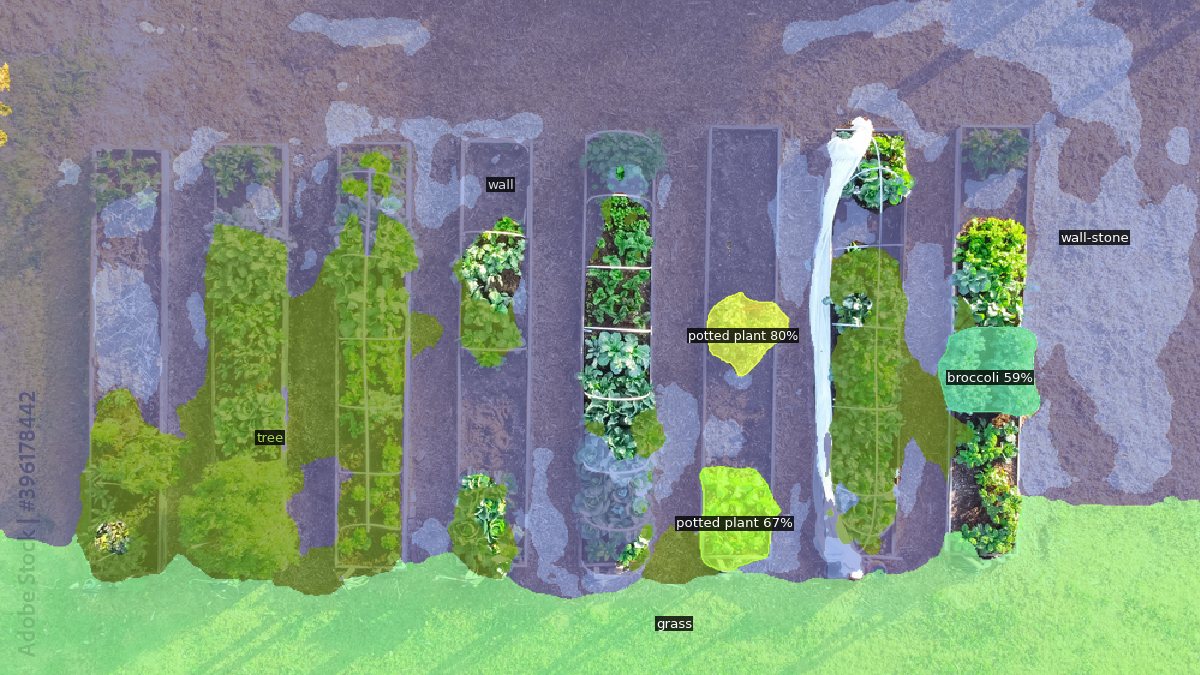 wall
wall-stone
potted plant 80%
broccoli 59%
tree
potted plant 67%
grass
Adobe Stock | #396178442